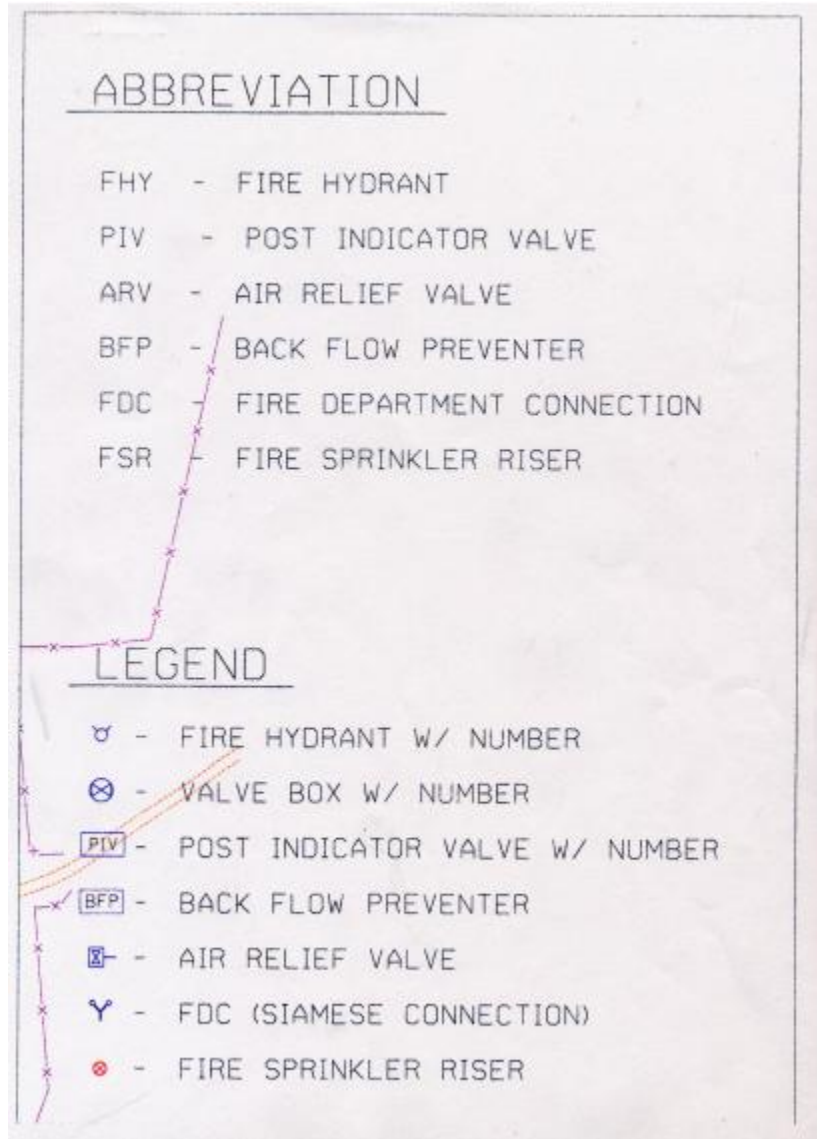 ABBREVIATION
FHY - FIRE HYDRANT
PIV - POST INDICATOR VALVE
ARV - AIR RELIEF VALVE
BFP - BACK FLOW PREVENTER
FDC - FIRE DEPARTMENT CONNECTION
FSR - FIRE SPRINKLER RISER
LEGEND
- FIRE HYDRANT W/ NUMBER
- VALVE BOX W/ NUMBER
PIV - POST INDICATOR VALVE W/ NUMBER
BFP - BACK FLOW PREVENTER
- AIR RELIEF VALVE
- FDC (SIAMESE CONNECTION)
- FIRE SPRINKLER RISER